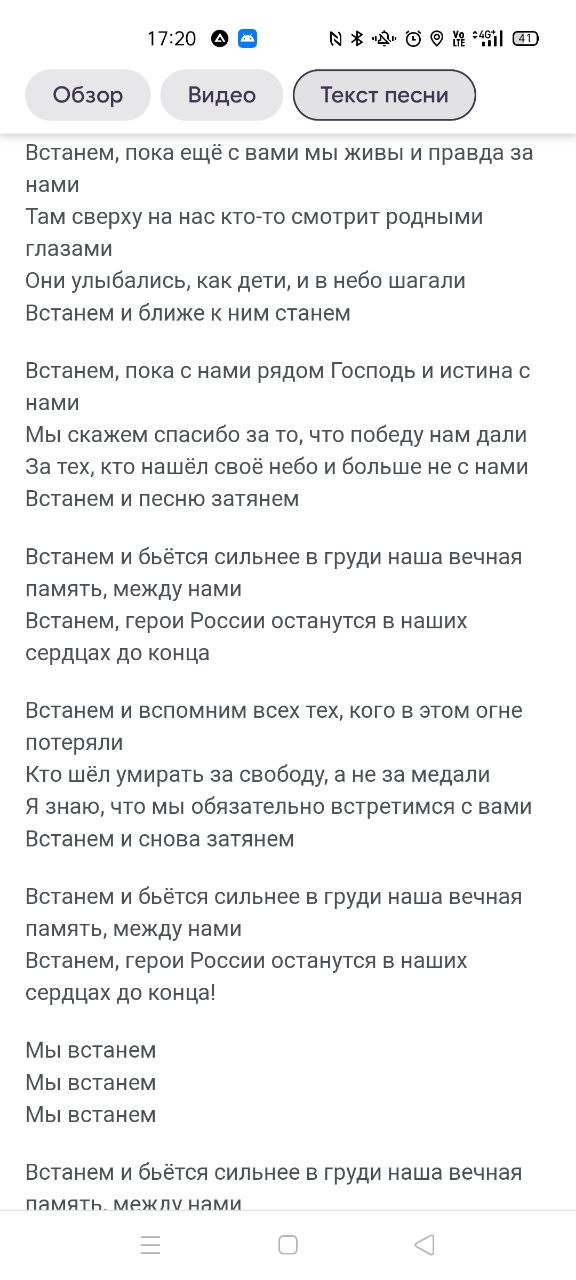 17:20
Vo LTE 4G+ 41
Обзор Видео Текст песни
Встанем, пока ещё с вами мы живы и правда за
нами
Там сверху на нас кто-то смотрит родными
глазами
Они улыбались, как дети, и в небо шагали
Встанем и ближе к ним станем
Встанем, пока с нами рядом Господь и истина с
нами
Мы скажем спасибо за то, что победу нам дали
За тех, кто нашёл своё небо и больше не с нами
Встанем и песню затянем
Встанем и бьётся сильнее в груди наша вечная
память, между нами
Встанем, герои России останутся в наших
сердцах до конца
Встанем и вспомним всех тех, кого в этом огне
потеряли
Кто шёл умирать за свободу, а не за медали
Я знаю, что мы обязательно встретимся с вами
Встанем и снова затянем
Встанем и бьётся сильнее в груди наша вечная
память, между нами
Встанем, герои России останутся в наших
сердцах до конца!
Мы встанем
Мы встанем
Мы встанем
Встанем и бьётся сильнее в груди наша вечная
память, между нами